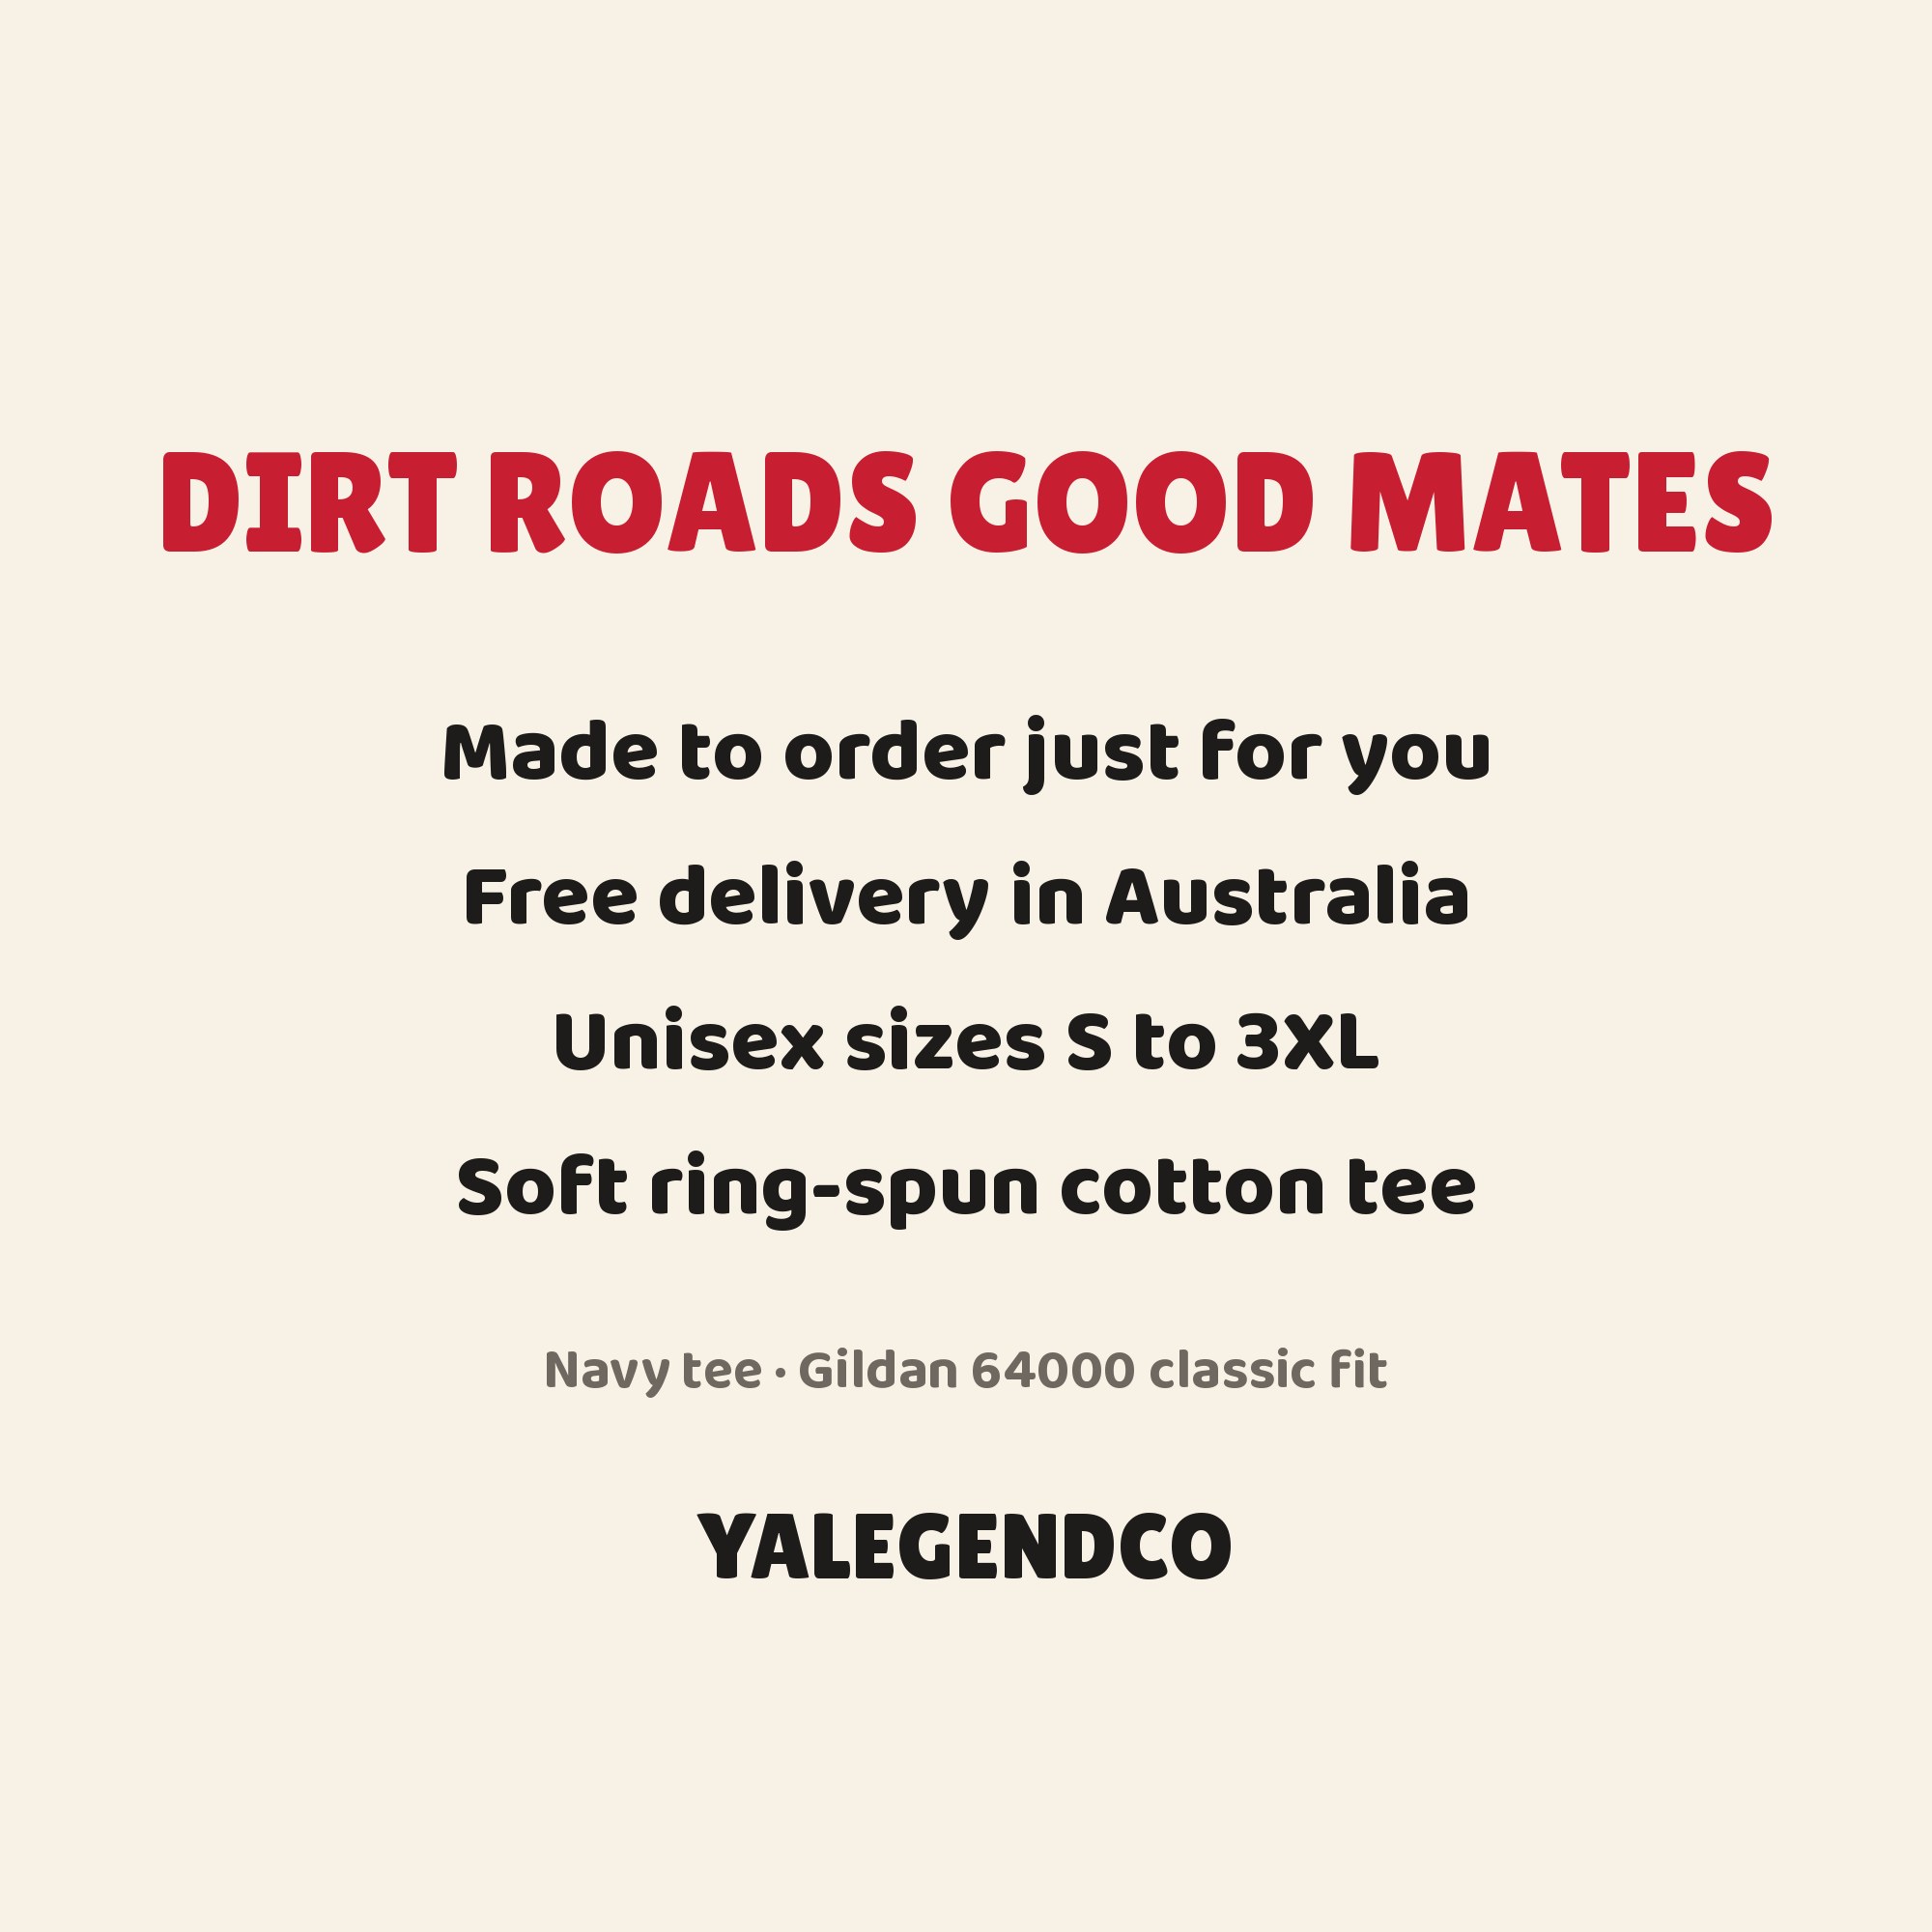 DIRT ROADS GOOD MATES
Made to order just for you
Free delivery in Australia
Unisex sizes S to 3XL
Soft ring-spun cotton tee
Navy tee · Gildan 64000 classic fit
YALEGENDCO